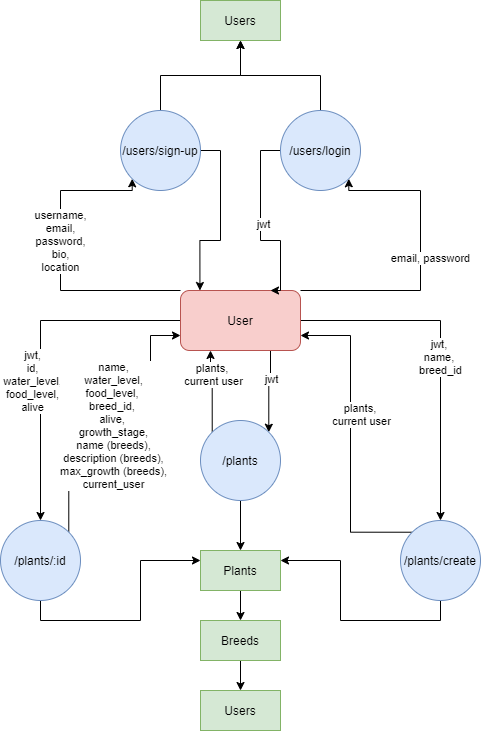 Users
/users/sign-up
/users/login
username,
email,
password,
bio,
location
jwt
email, password
User
jwt,
id,
water_level
food_level,
alive
name,
water_level,
food_level,
breed_id,
alive,
growth_stage,
name (breeds),
description (breeds),
max_growth (breeds),
current_user
plants,
current user
jwt
plants,
current user
jwt,
name,
breed_id
/plants
/plants/:id
/plants/create
Plants
Breeds
Users